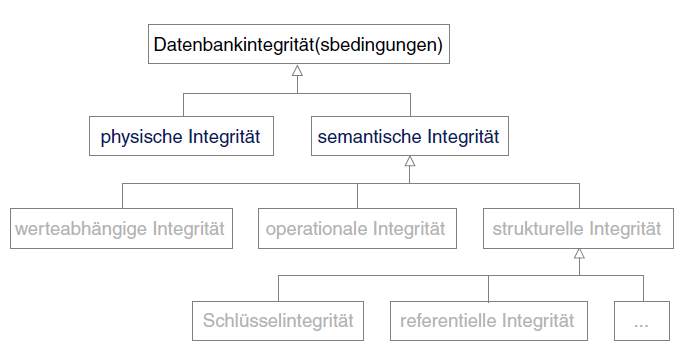 Datenbankintegrität(sbedingungen)
physische Integrität
semantische Integrität
werteabhängige Integrität
operationale Integrität
strukturelle Integrität
Schlüsselintegrität
referentielle Integrität
...